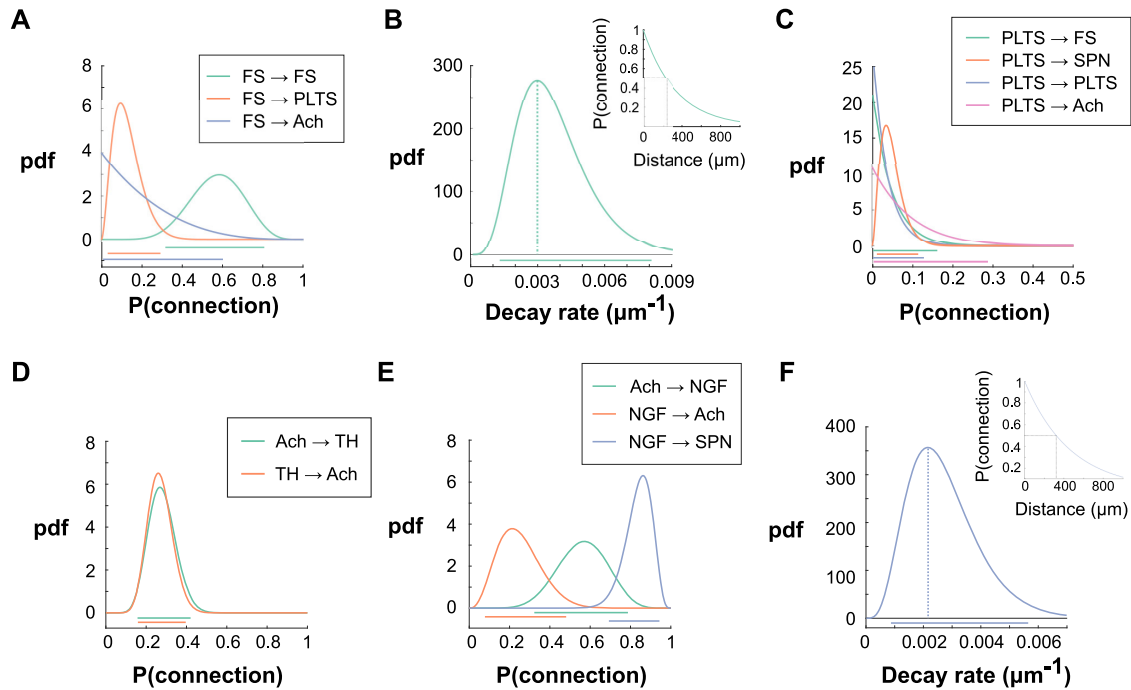 A
FS → FS
FS → PLTS
FS → Ach
8
6
4
2
0
pdf
0 0.2 0.4 0.6 0.8 1
P(connection)
B
300
200
100
0
pdf
0 0.003 0.006 0.009
Decay rate (µm⁻¹)
P(connection)
1
0.8
0.6
0.4
0.2
0 400 800
Distance (µm)
C
PLTS → FS
PLTS → SPN
PLTS → PLTS
PLTS → Ach
25
20
15
10
5
0
pdf
0 0.1 0.2 0.3 0.4 0.5
P(connection)
D
Ach → TH
TH → Ach
8
6
4
2
0
pdf
0 0.2 0.4 0.6 0.8 1
P(connection)
E
Ach → NGF
NGF → Ach
NGF → SPN
8
6
4
2
0
pdf
0 0.2 0.4 0.6 0.8 1
P(connection)
F
400
350
300
200
100
0
pdf
0 0.002 0.004 0.006
Decay rate (µm⁻¹)
P(connection)
1
0.8
0.6
0.4
0.2
0 400 800
Distance (µm)